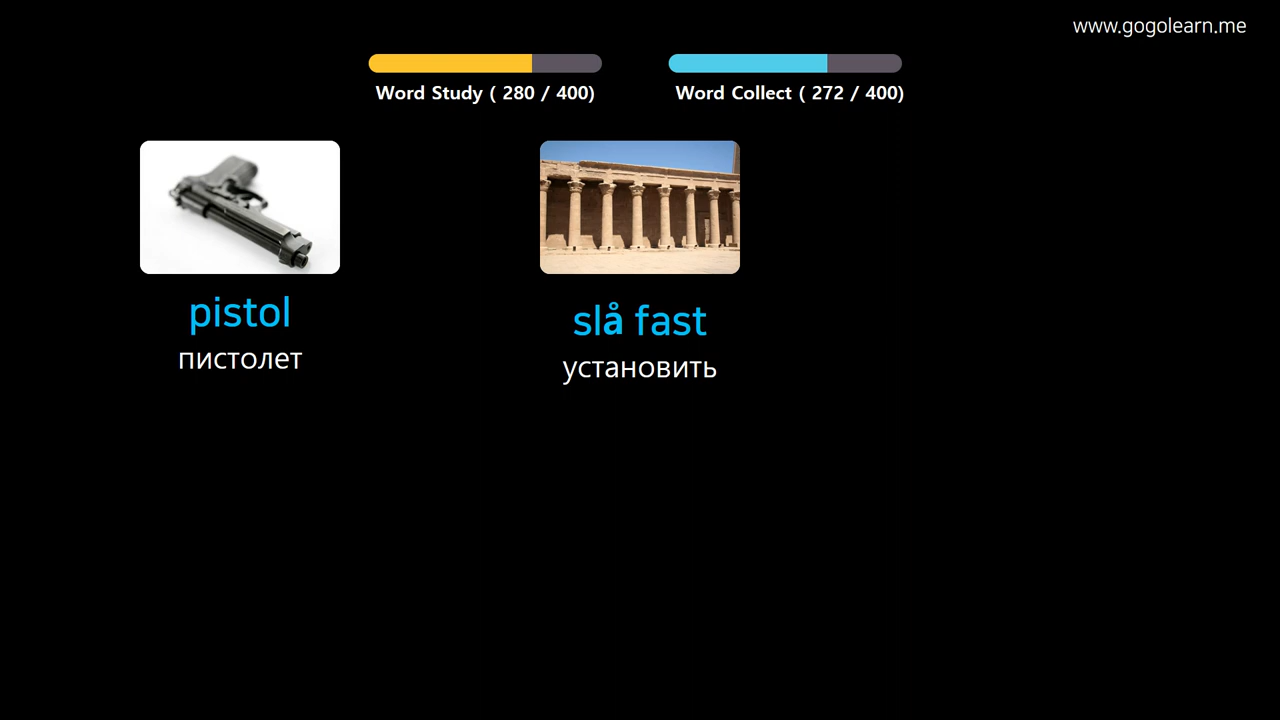 www.gogolearn.me
Word Study ( 280 / 400)
Word Collect ( 272 / 400)
pistol
пистолет
slå fast
установить